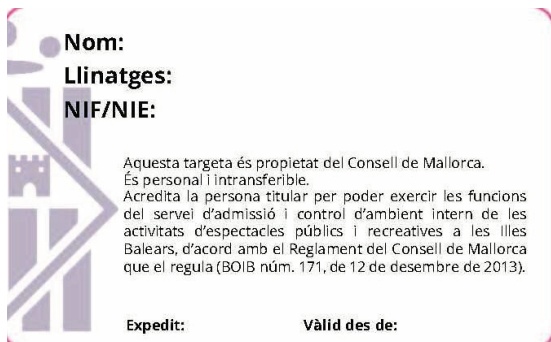 Nom:
Llinatges:
NIF/NIE:
Aquesta targeta és propietat del Consell de Mallorca.
És personal i intransferible.
Acredita la persona titular per poder exercir les funcions
del servei d'admissió i control d'ambient intern de les
activitats d'espectacles públics i recreatives a les Illes
Balears, d'acord amb el Reglament del Consell de Mallorca
que el regula (BOIB núm. 171, de 12 de desembre de 2013).
Expedit: Vàlid des de: